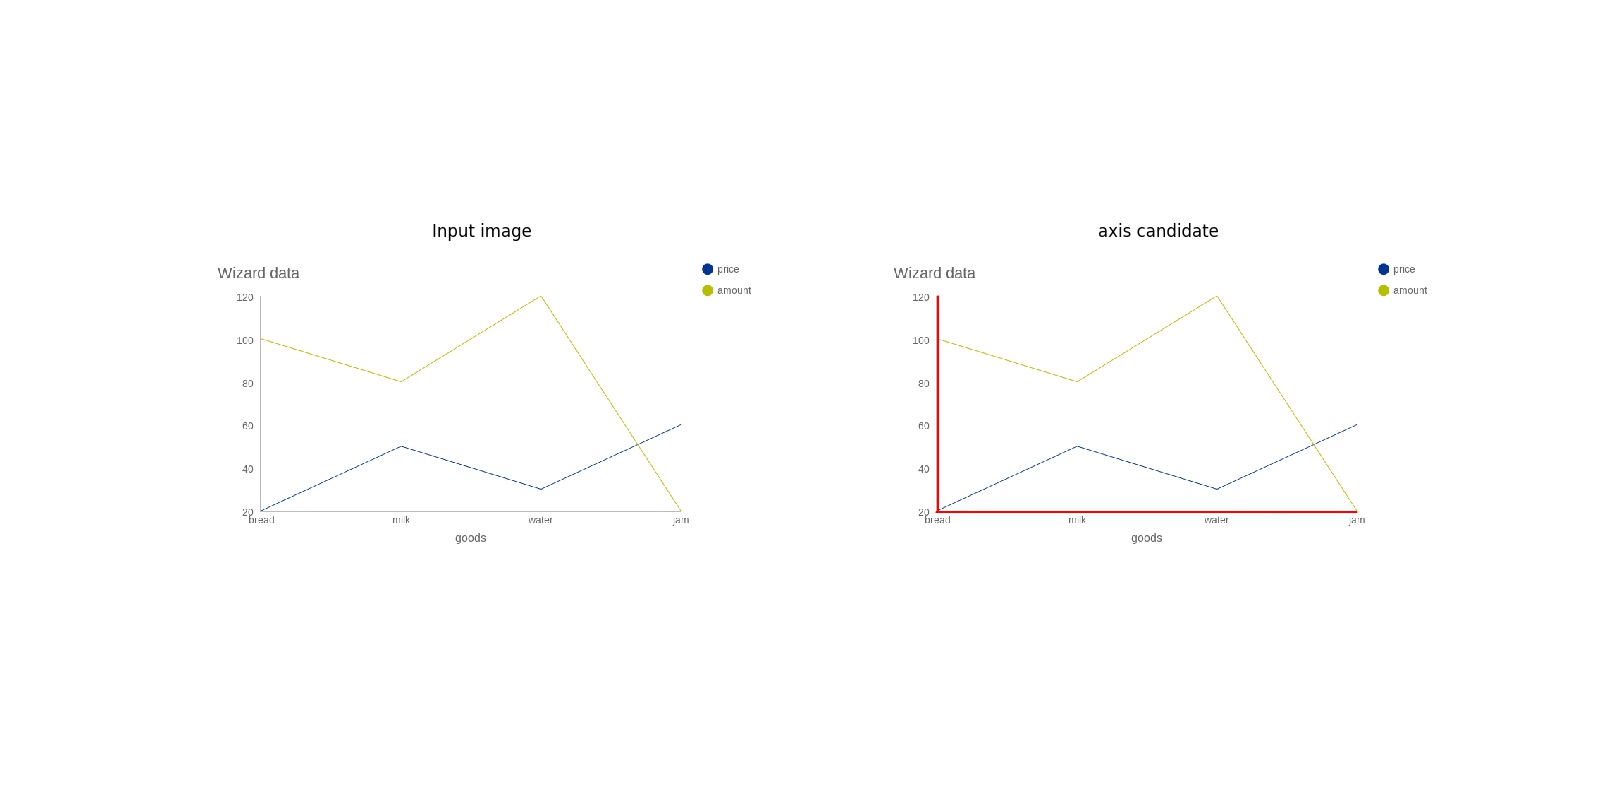 Input image
Wizard data
price
amount
120
100
80
60
40
20
bread milk water jam
goods
axis candidate
Wizard data
price
amount
120
100
80
60
40
20
bread milk water jam
goods